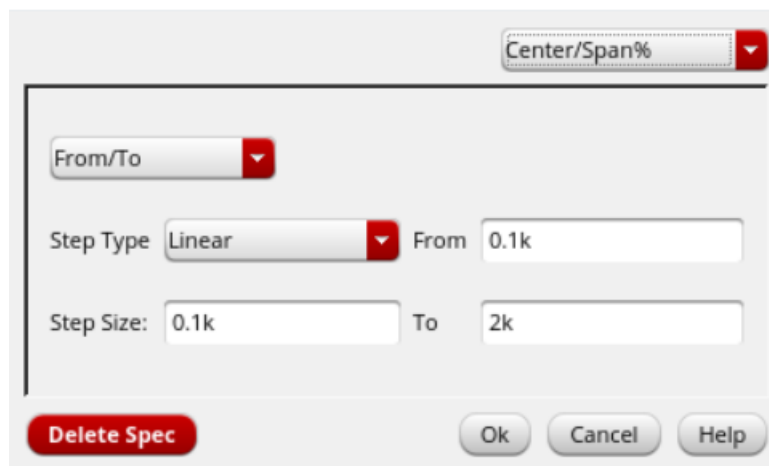 Center/Span%
From/To
Step Type Linear From 0.1k
Step Size: 0.1k To 2k
Delete Spec Ok Cancel Help